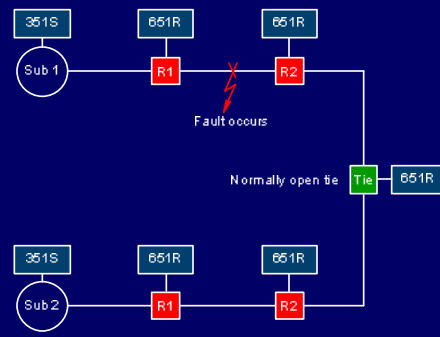 351S 651R 651R
Sub 1 R1 R2
Fault occurs
Normally open tie Tie 651R
351S 651R 651R
Sub 2 R1 R2